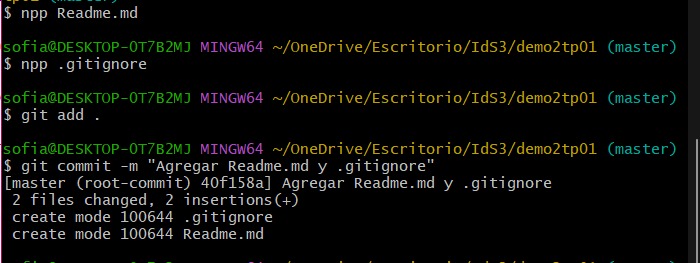 $ npp Readme.md
sofia@DESKTOP-OT7B2MJ MINGW64 ~/OneDrive/Escritorio/IdS3/demo2tp01 (master)
$ npp .gitignore
sofia@DESKTOP-OT7B2MJ MINGW64 ~/OneDrive/Escritorio/IdS3/demo2tp01 (master)
$ git add .
sofia@DESKTOP-OT7B2MJ MINGW64 ~/OneDrive/Escritorio/IdS3/demo2tp01 (master)
$ git commit -m "Agregar Readme.md y .gitignore"
[master (root-commit) 40f158a] Agregar Readme.md y .gitignore
 2 files changed, 2 insertions(+)
 create mode 100644 .gitignore
 create mode 100644 Readme.md